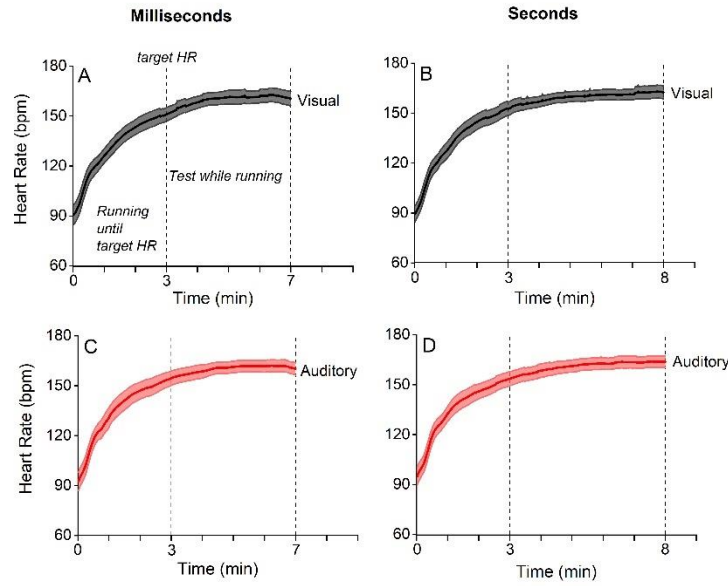 Milliseconds
Seconds
A
target HR
Visual
Test while running
Running
until
target HR
Heart Rate (bpm)
180
150
120
90
60
0
3
7
Time (min)
B
Visual
180
150
120
90
60
0
3
8
Time (min)
C
Auditory
Heart Rate (bpm)
180
150
120
90
60
0
3
7
Time (min)
D
Auditory
180
150
120
90
60
0
3
8
Time (min)